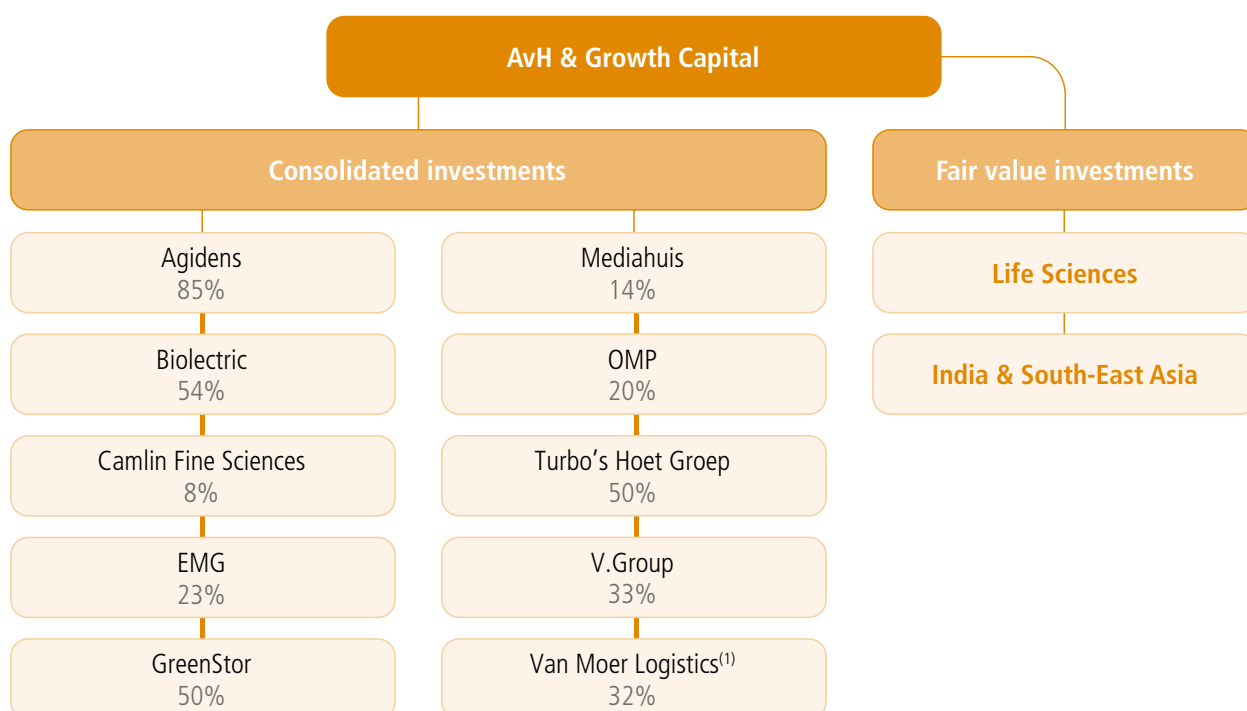 AvH & Growth Capital
Consolidated investments
Agidens
85%
Biolectric
54%
Camlin Fine Sciences
8%
EMG
23%
GreenStor
50%
Mediahuis
14%
OMP
20%
Turbo‘s Hoet Groep
50%
V.Group
33%
Van Moer Logistics(1)
32%
Fair value investments
Life Sciences
India & South-East Asia